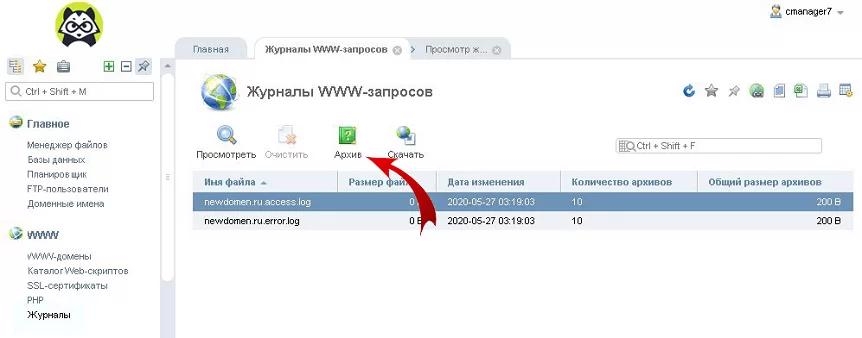 cmanager7
Главная
Журналы WWW-запросов
Просмотр ж...
Ctrl + Shift + M
Журналы WWW-запросов
Главное
Менеджер файлов
Базы данных
Планировщик
FTP-пользователи
Доменные имена
Просмотреть
Очистить
Архив
Скачать
Ctrl + Shift + F
Имя файла Размер файл Дата изменения Количество архивов Общий размер архивов
newdomen.ru.access.log 0 B 2020-05-27 03:19:03 10 200 B
newdomen.ru.error.log 0 B 2020-05-27 03:19:03 10 200 B
WWW
WWW-домены
Каталог Web-скриптов
SSL-сертификаты
PHP
Журналы